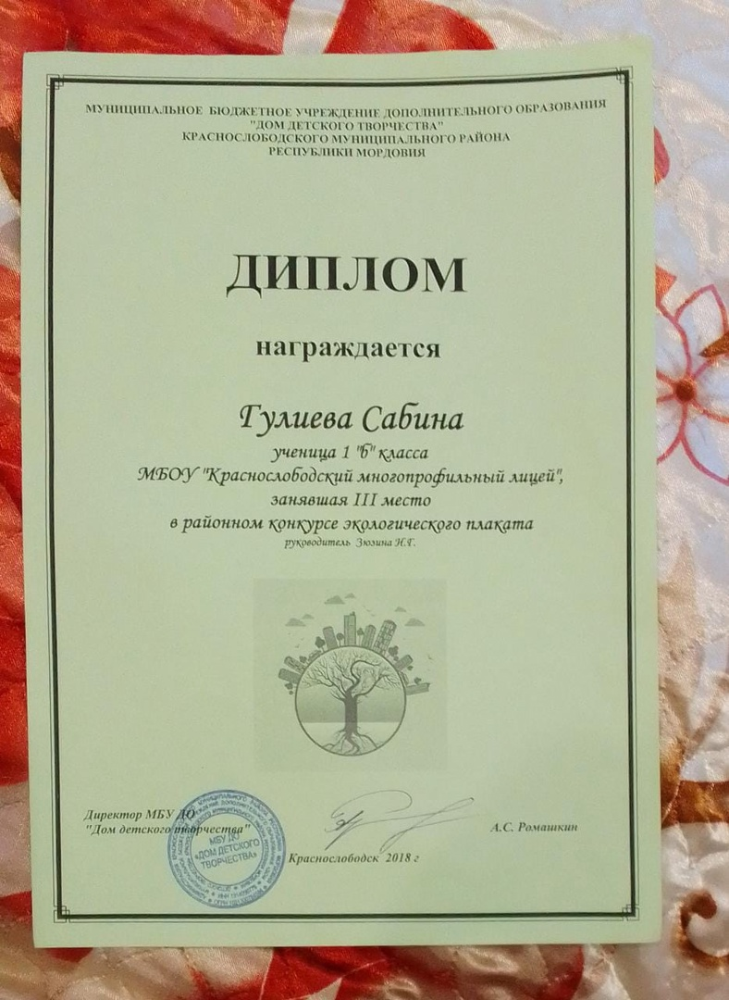 МУНИЦИПАЛЬНОЕ БЮДЖЕТНОЕ УЧРЕЖДЕНИЕ ДОПОЛНИТЕЛЬНОГО ОБРАЗОВАНИЯ
"ДОМ ДЕТСКОГО ТВОРЧЕСТВА"
КРАСНОСЛОБОДСКОГО МУНИЦИПАЛЬНОГО РАЙОНА
РЕСПУБЛИКИ МОРДОВИЯ
ДИПЛОМ
награждается
Гулиева Сабина
ученица 1 "б" класса
МБОУ "Краснослободский многопрофильный лицей",
занявшая III место
в районном конкурсе экологического плаката
руководитель Зюзина Н.Г.
Директор МБУ ДО
"Дом детского творчества"
А.С. Ромашкин
МБУ ДО
«ДОМ ДЕТСКОГО
ТВОРЧЕСТВА»
Краснослободск 2018 г